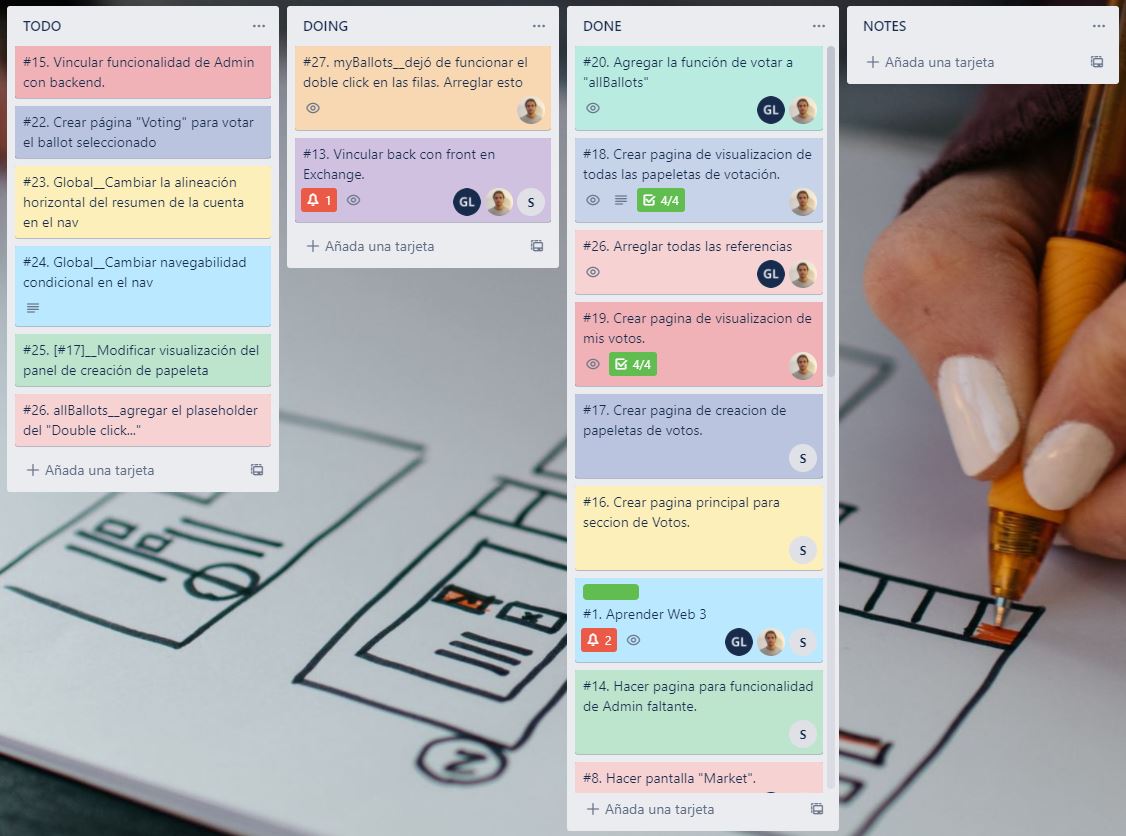 TODO
#15. Vincular funcionalidad de Admin
con backend.
#22. Crear página "Voting" para votar
el ballot seleccionado
#23. Global__Cambiar la alineación
horizontal del resumen de la cuenta
en el nav
#24. Global__Cambiar navegabilidad
condicional en el nav
#25. [#17]__Modificar visualización del
panel de creación de papeleta
#26. allBallots__agregar el plaseholder
del "Double click..."
+ Añada una tarjeta
DOING
#27. myBallots__dejó de funcionar el
doble click en las filas. Arreglar esto
#13. Vincular back con front en
Exchange.
1
GL
S
+ Añada una tarjeta
DONE
#20. Agregar la función de votar a
"allBallots"
GL
#18. Crear pagina de visualizacion de
todas las papeletas de votación.
4/4
#26. Arreglar todas las referencias
GL
#19. Crear pagina de visualizacion de
mis votos.
4/4
#17. Crear pagina de creacion de
papeletas de votos.
S
#16. Crear pagina principal para
seccion de Votos.
S
#1. Aprender Web 3
2
GL
S
#14. Hacer pagina para funcionalidad
de Admin faltante.
S
#8. Hacer pantalla "Market".
+ Añada una tarjeta
NOTES
+ Añada una tarjeta
2